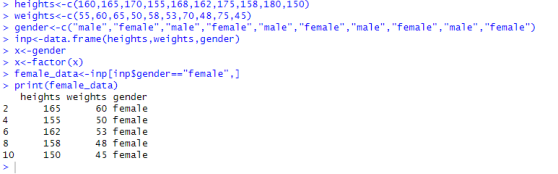 > heights<-c(160,165,170,155,168,162,175,158,180,150)
> weights<-c(55,60,65,50,58,53,70,48,75,45)
> gender<-c("male","female","male","female","male","female","male","female","male","female")
> inp<-data.frame(heights,weights,gender)
> x<-gender
> x<-factor(x)
> female_data<-inp[inp$gender=="female",]
> print(female_data)
heights weights gender
2 165 60 female
4 155 50 female
6 162 53 female
8 158 48 female
10 150 45 female
>